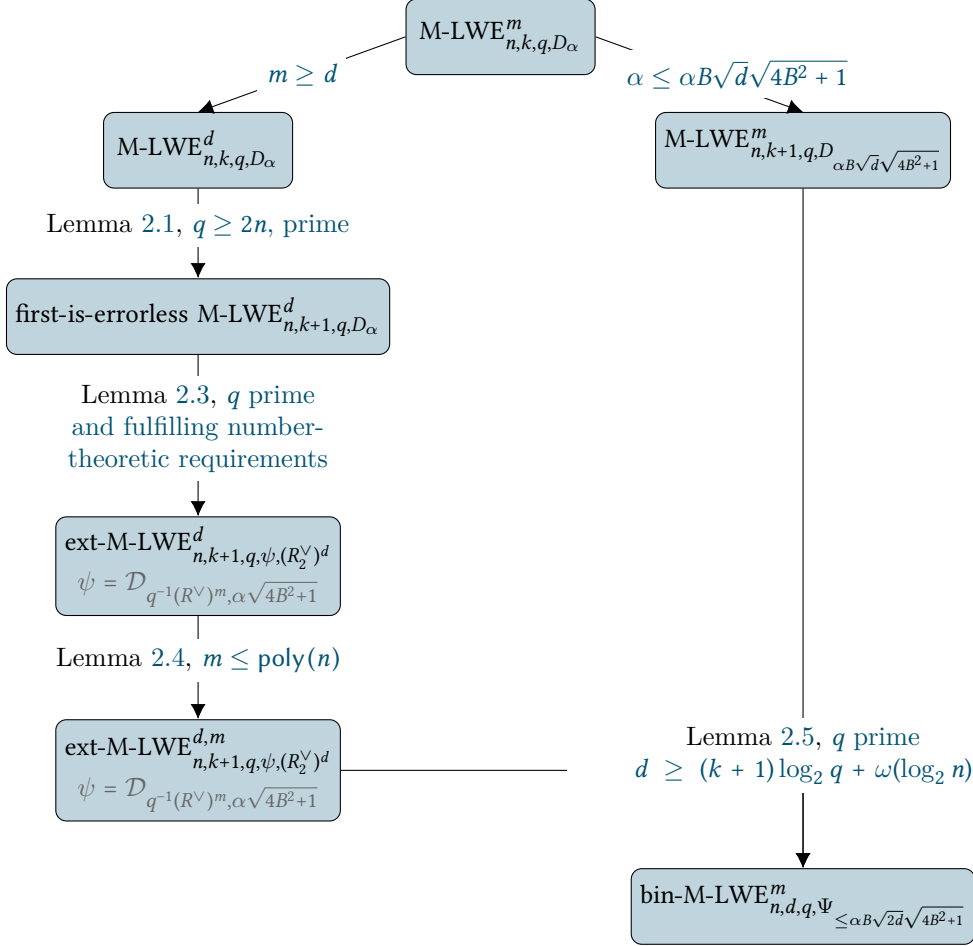 M-LWE^m_{n,k,q,D_α}
m ≥ d
α ≤ αB√d√(4B² + 1)
M-LWE^d_{n,k,q,D_α}
M-LWE^m_{n,k+1,q,D_{αB√d√(4B²+1)}}
Lemma 2.1, q ≥ 2n, prime
first-is-errorless M-LWE^d_{n,k+1,q,D_α}
Lemma 2.3, q prime
and fulfilling number-
theoretic requirements
ext-M-LWE^d_{n,k+1,q,ψ,(R_2^∨)^d}
ψ = 𝒟_{q^{-1}(R^∨)^m,α√(4B²+1)}
Lemma 2.4, m ≤ poly(n)
ext-M-LWE^{d,m}_{n,k+1,q,ψ,(R_2^∨)^d}
ψ = 𝒟_{q^{-1}(R^∨)^m,α√(4B²+1)}
Lemma 2.5, q prime
d ≥ (k + 1) log₂ q + ω(log₂ n)
bin-M-LWE^m_{n,d,q,Ψ_{≤αB√(2d)√(4B²+1)}}